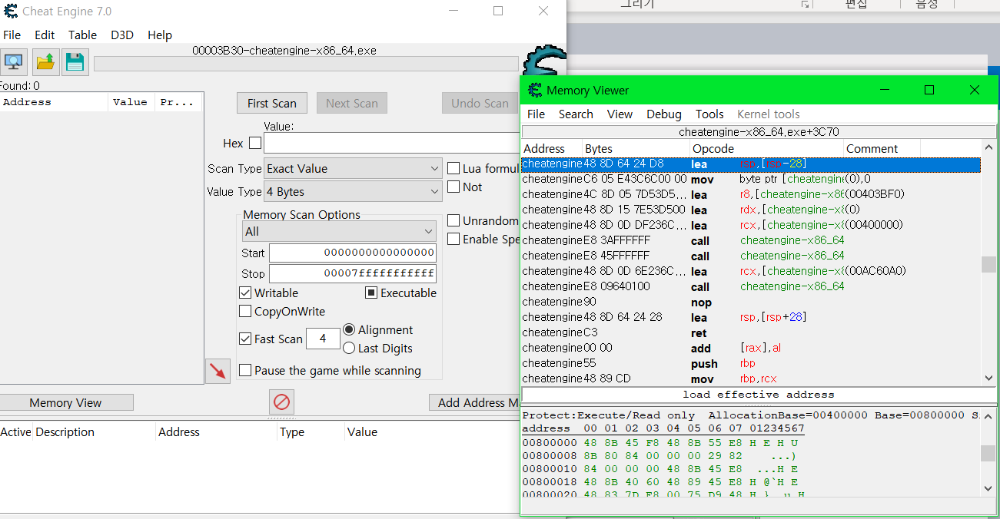 Cheat Engine 7.0
그리기
편집
음성
File Edit Table D3D Help
00003B30-cheatengine-x86_64.exe
Found: 0
Address Value Pr...
First Scan Next Scan Undo Scan
Value:
Hex
Scan Type Exact Value Lua formul
Not
Value Type 4 Bytes
Memory Scan Options
All
Unrandom
Enable Spe
Start 0000000000000000
Stop 00007fffffffffff
Writable Executable
CopyOnWrite
Fast Scan 4 Alignment
Last Digits
Pause the game while scanning
Memory View Add Address M
Active Description Address Type Value
Memory Viewer
File Search View Debug Tools Kernel tools
cheatengine-x86_64.exe+3C70
Address Bytes Opcode Comment
cheatengine 48 8D 64 24 D8 lea rsp,[rsp-28]
cheatengine C6 05 E43C6C00 00 mov byte ptr [cheatengin (0),0
cheatengine 4C 8D 05 7D53D5... lea r8,[cheatengine-x8 (00403BF0)
cheatengine 48 8D 15 7E53D500 lea rdx,[cheatengine-x (0)
cheatengine 48 8D 0D DF236C... lea rcx,[cheatengine-x (00400000)
cheatengine E8 3AFFFFFF call cheatengine-x86_64
cheatengine E8 45FFFFFF call cheatengine-x86_64
cheatengine 48 8D 0D 6E236C... lea rcx,[cheatengine-x (00AC60A0)
cheatengine E8 09640100 call cheatengine-x86_64
cheatengine 90 nop
cheatengine 48 8D 64 24 28 lea rsp,[rsp+28]
cheatengine C3 ret
cheatengine 00 00 add [rax],al
cheatengine 55 push rbp
cheatengine 48 89 CD mov rbp,rcx
load effective address
Protect:Execute/Read only AllocationBase=00400000 Base=00800000 S
address 00 01 02 03 04 05 06 07 01234567
00800000 48 8B 45 F8 48 8B 55 E8 H E H U
00800008 8B 80 84 00 00 00 29 82 ...)
00800010 84 00 00 00 48 8B 45 E8 ...H E
00800018 48 8B 40 60 48 89 45 E8 H @`H E
00800020 48 83 7D E8 00 75 D9 48 H } u H